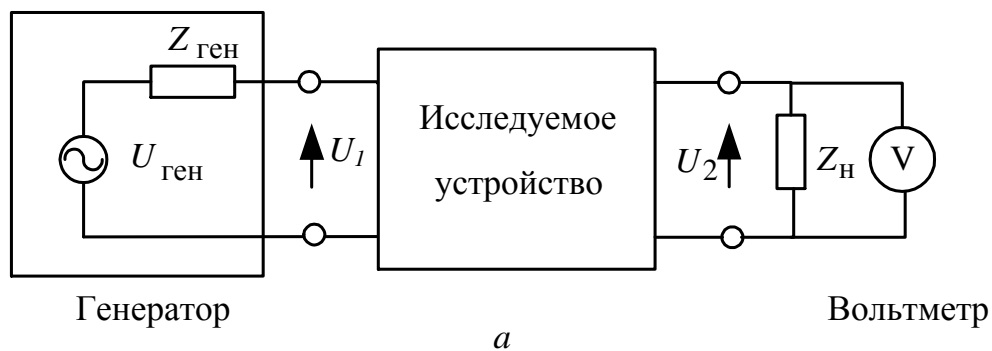 Z ген
U ген
U1
Исследуемое
устройство
U2
Zн
V
Генератор
Вольтметр
а